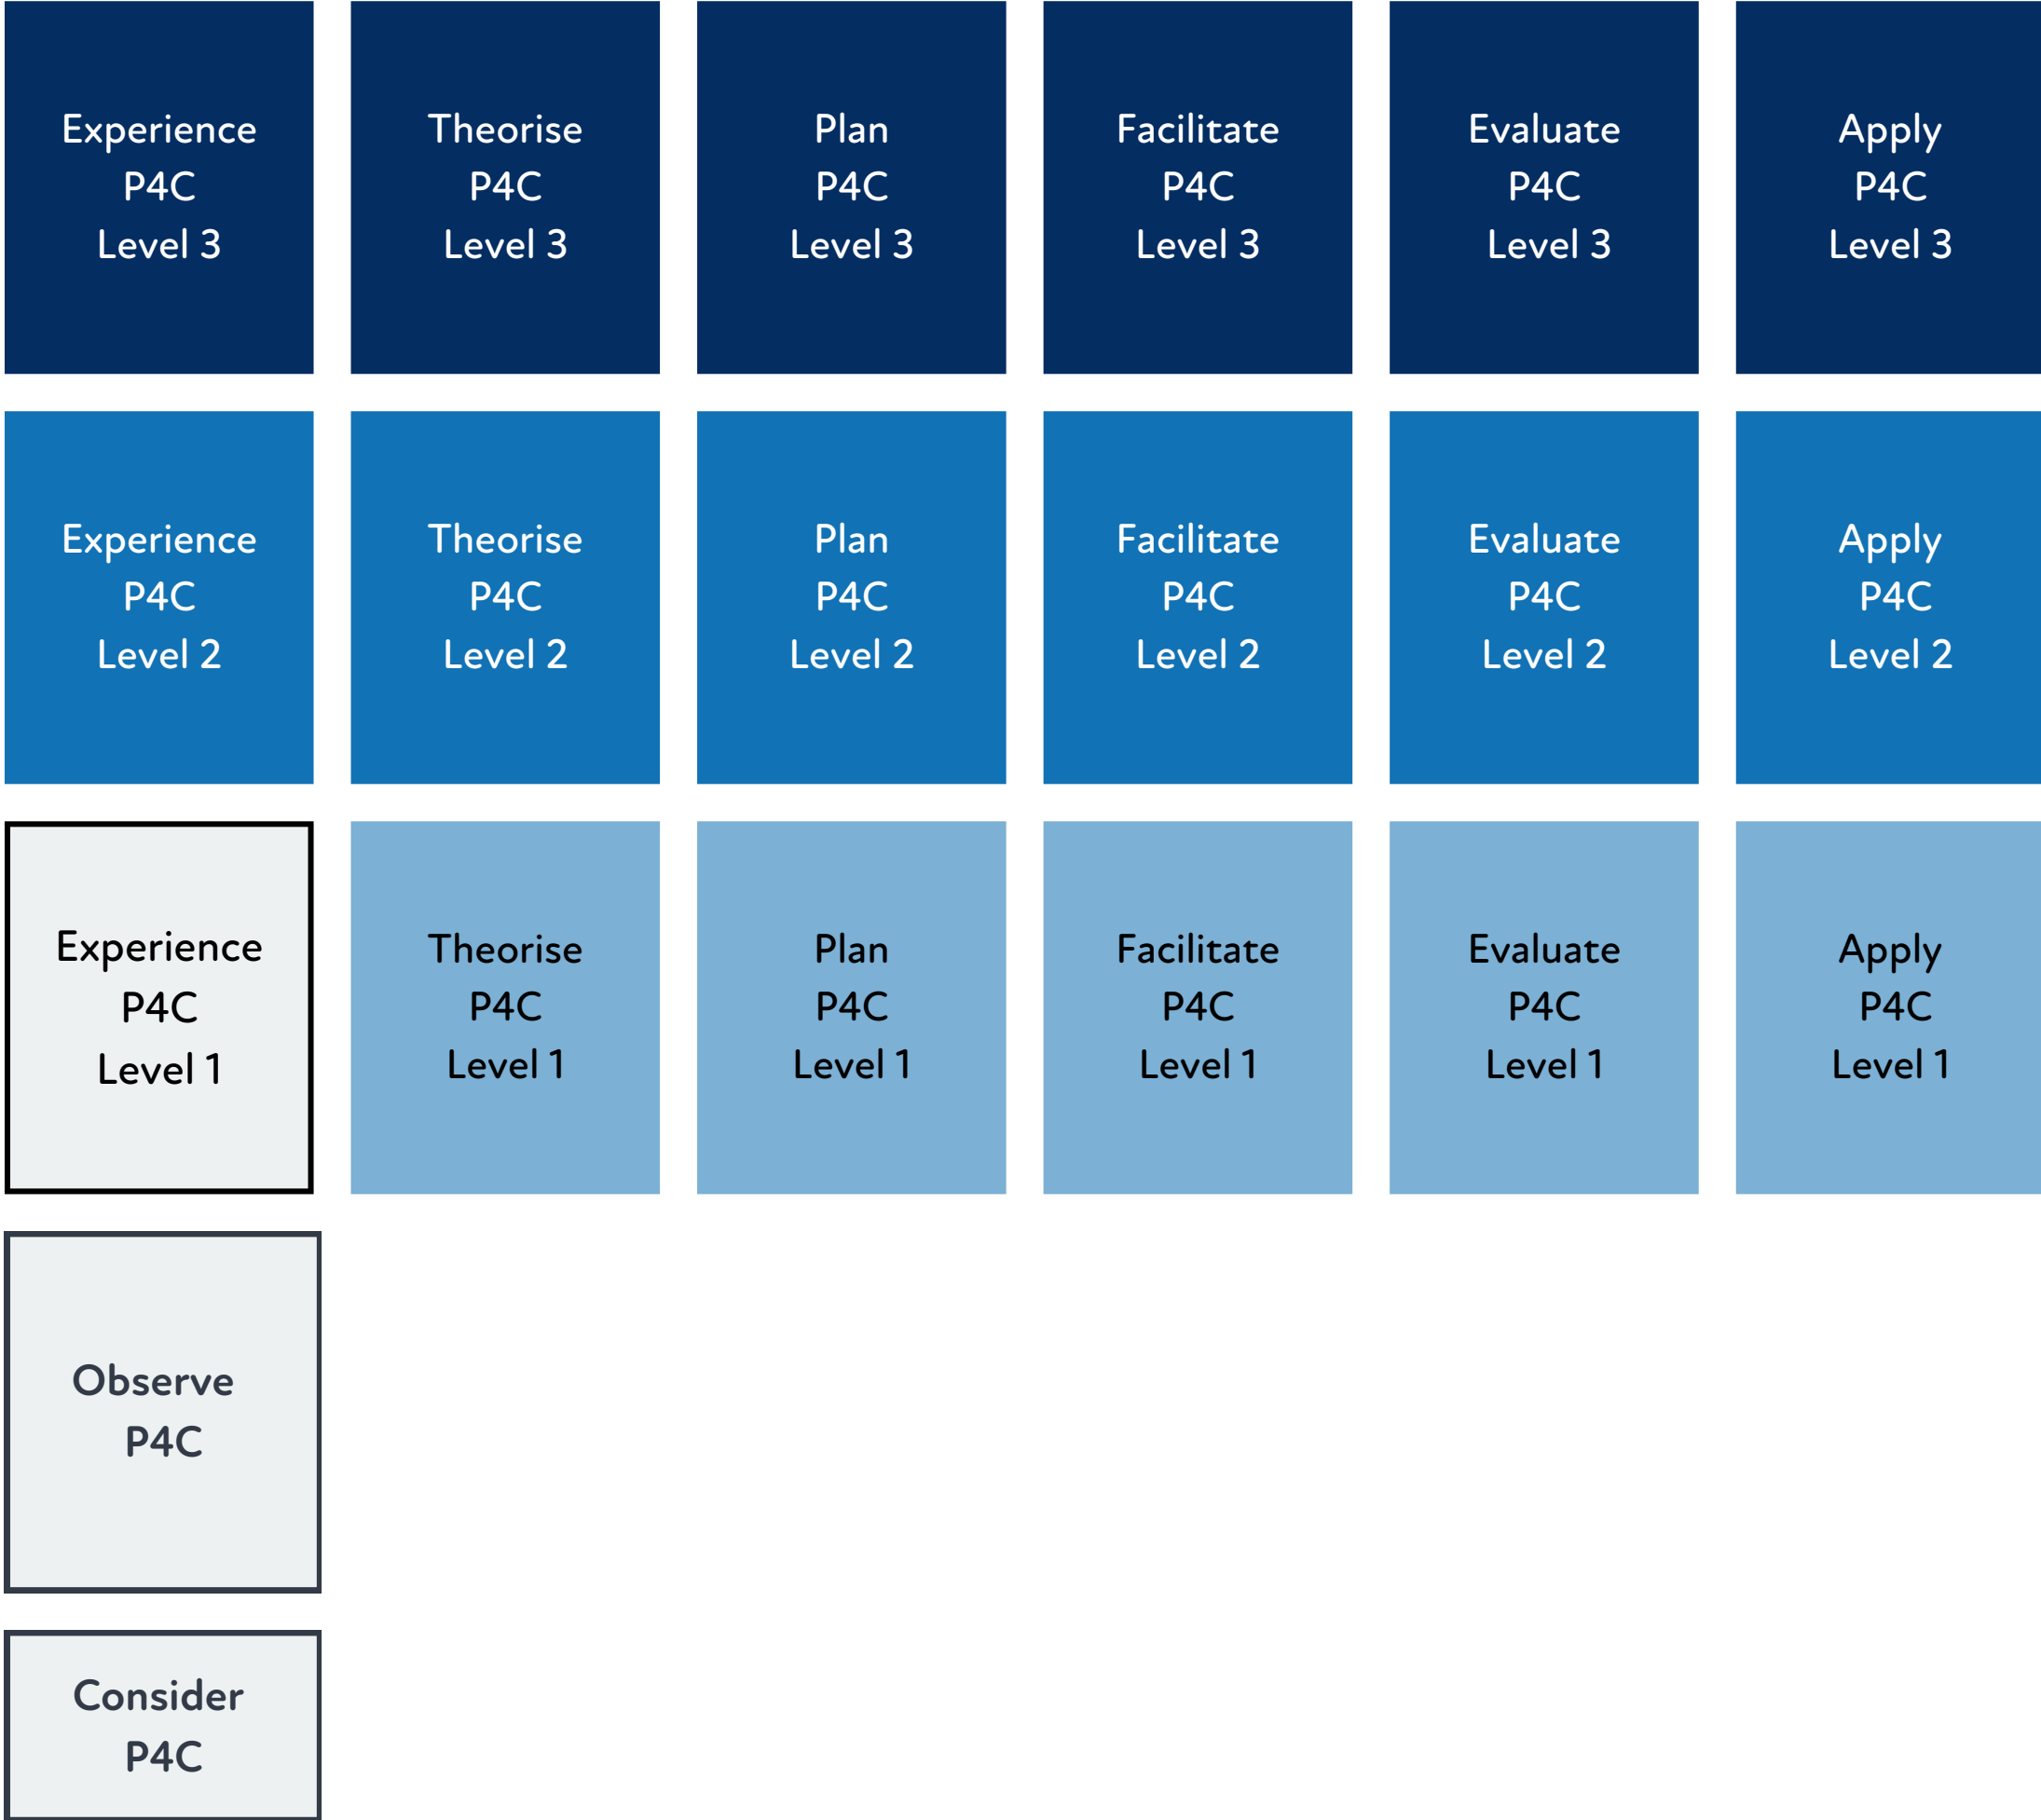 Experience
P4C
Level 3
Theorise
P4C
Level 3
Plan
P4C
Level 3
Facilitate
P4C
Level 3
Evaluate
P4C
Level 3
Apply
P4C
Level 3
Experience
P4C
Level 2
Theorise
P4C
Level 2
Plan
P4C
Level 2
Facilitate
P4C
Level 2
Evaluate
P4C
Level 2
Apply
P4C
Level 2
Experience
P4C
Level 1
Theorise
P4C
Level 1
Plan
P4C
Level 1
Facilitate
P4C
Level 1
Evaluate
P4C
Level 1
Apply
P4C
Level 1
Observe
P4C
Consider
P4C